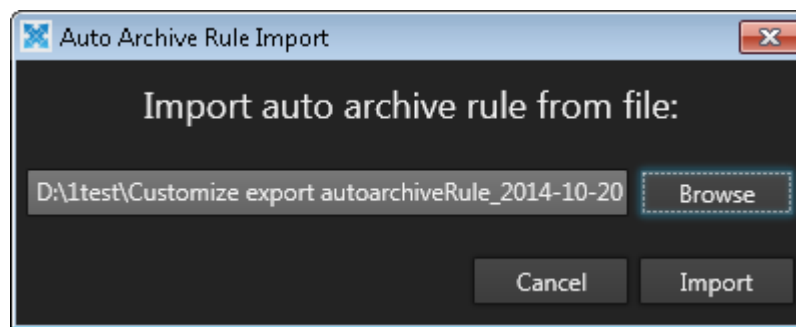 Auto Archive Rule Import
Import auto archive rule from file:
D:\1test\Customize export autoarchiveRule_2014-10-20 Browse
Cancel Import